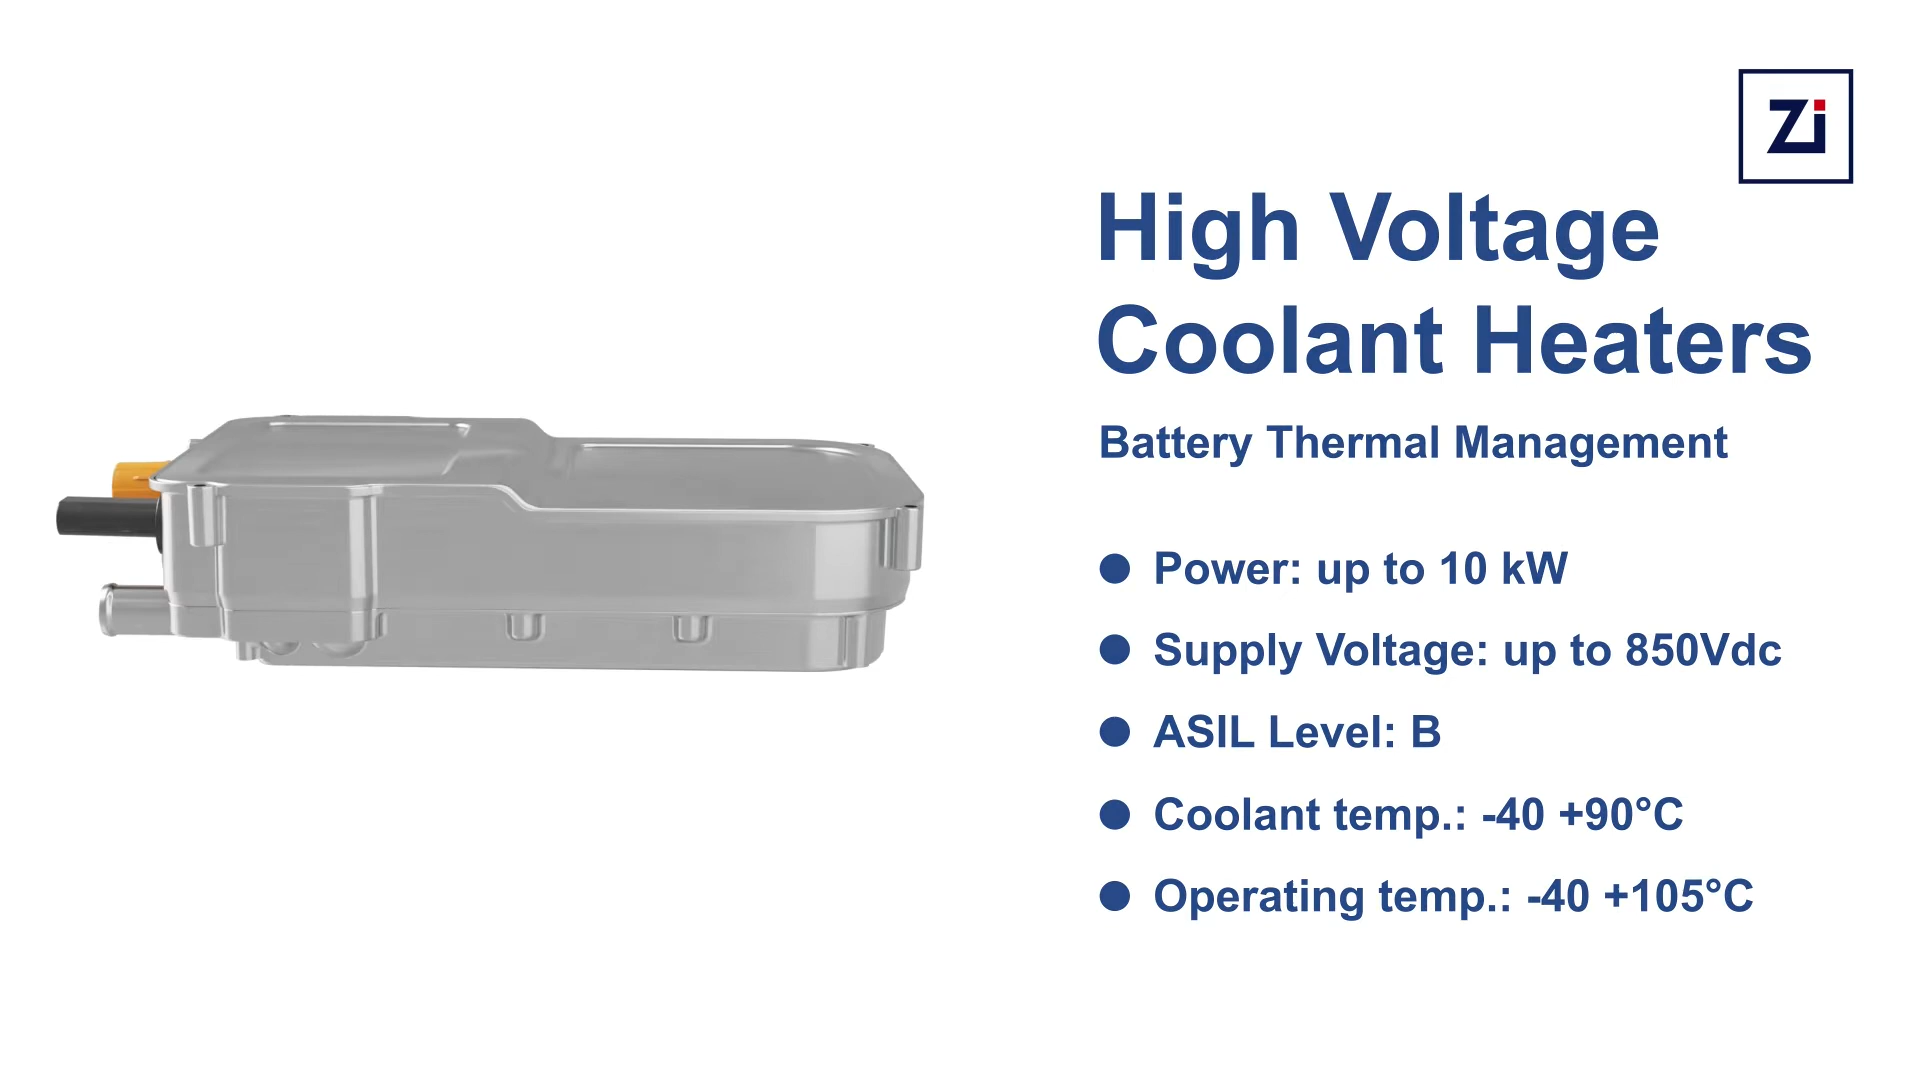 Zi
High Voltage
Coolant Heaters
Battery Thermal Management
● Power: up to 10 kW
● Supply Voltage: up to 850Vdc
● ASIL Level: B
● Coolant temp.: -40 +90°C
● Operating temp.: -40 +105°C